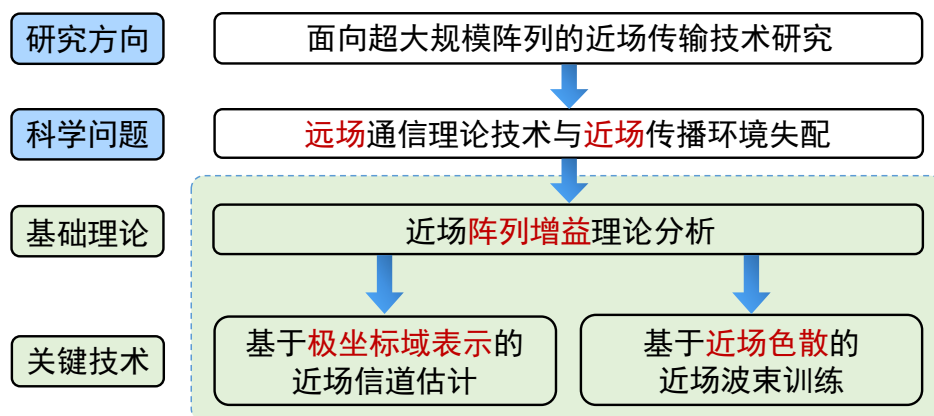 研究方向
面向超大规模阵列的近场传输技术研究
科学问题
远场通信理论技术与近场传播环境失配
基础理论
近场阵列增益理论分析
关键技术
基于极坐标域表示的
近场信道估计
基于近场色散的
近场波束训练